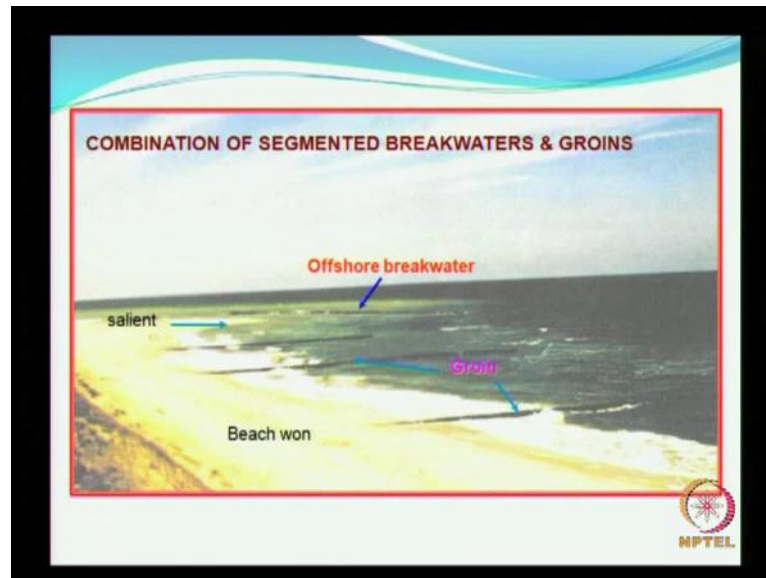 COMBINATION OF SEGMENTED BREAKWATERS & GROINS
Offshore breakwater
salient
Groin
Beach won
NPTEL